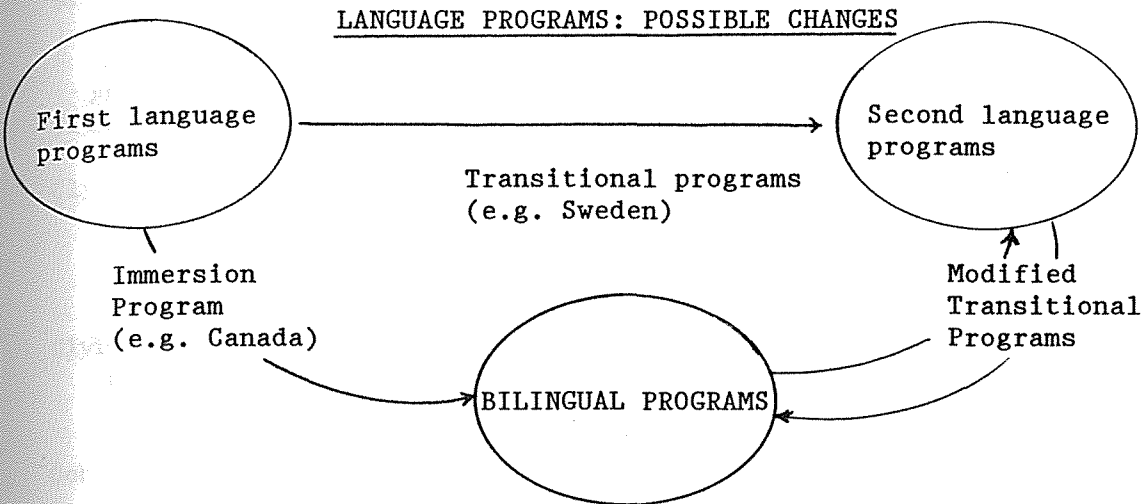 LANGUAGE PROGRAMS: POSSIBLE CHANGES
First language
programs
Second language
programs
Transitional programs
(e.g. Sweden)
Immersion
Program
(e.g. Canada)
Modified
Transitional
Programs
BILINGUAL PROGRAMS